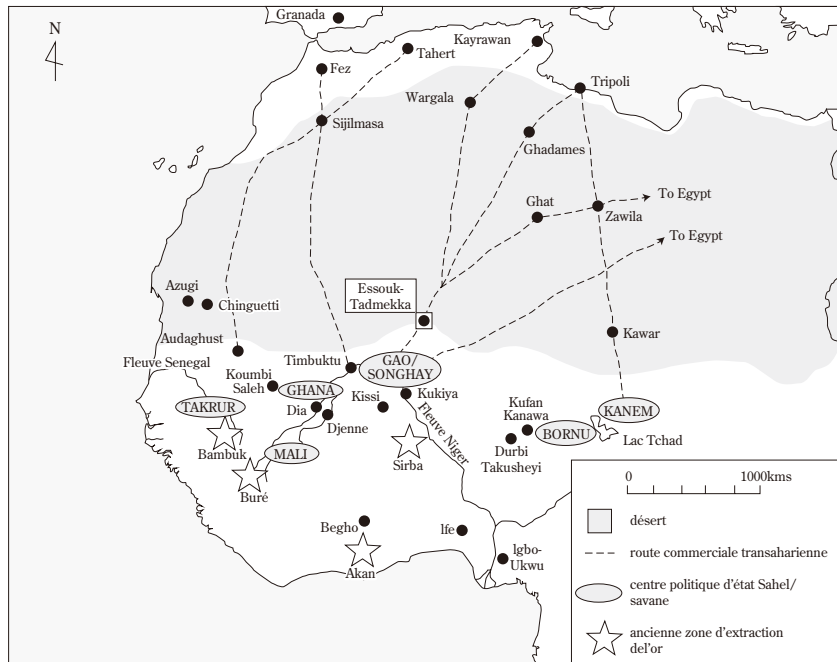 Granada
N
Kayrawan
Tahert
Fez
Tripoli
Wargala
Sijilmasa
Ghadames
To Egypt
Ghat
Zawila
To Egypt
Essouk-
Tadmekka
Azugi
Chinguetti
Kawar
Audaghust
Timbuktu
Fleuve Senegal
GAO/
SONGHAY
Koumbi
Saleh
GHANA
Kissi
Kukiya
TAKRUR
Dia
Kufan
Kanawa
KANEM
Djenne
Fleuve Niger
BORNU
Lac Tchad
Bambuk
MALI
Sirba
Durbi
Takusheyi
Buré
0
1000kms
Begho
Ife
désert
Igbo-
Ukwu
Akan
route commerciale transaharienne
centre politique d'état Sahel/
savane
ancienne zone d'extraction
del'or